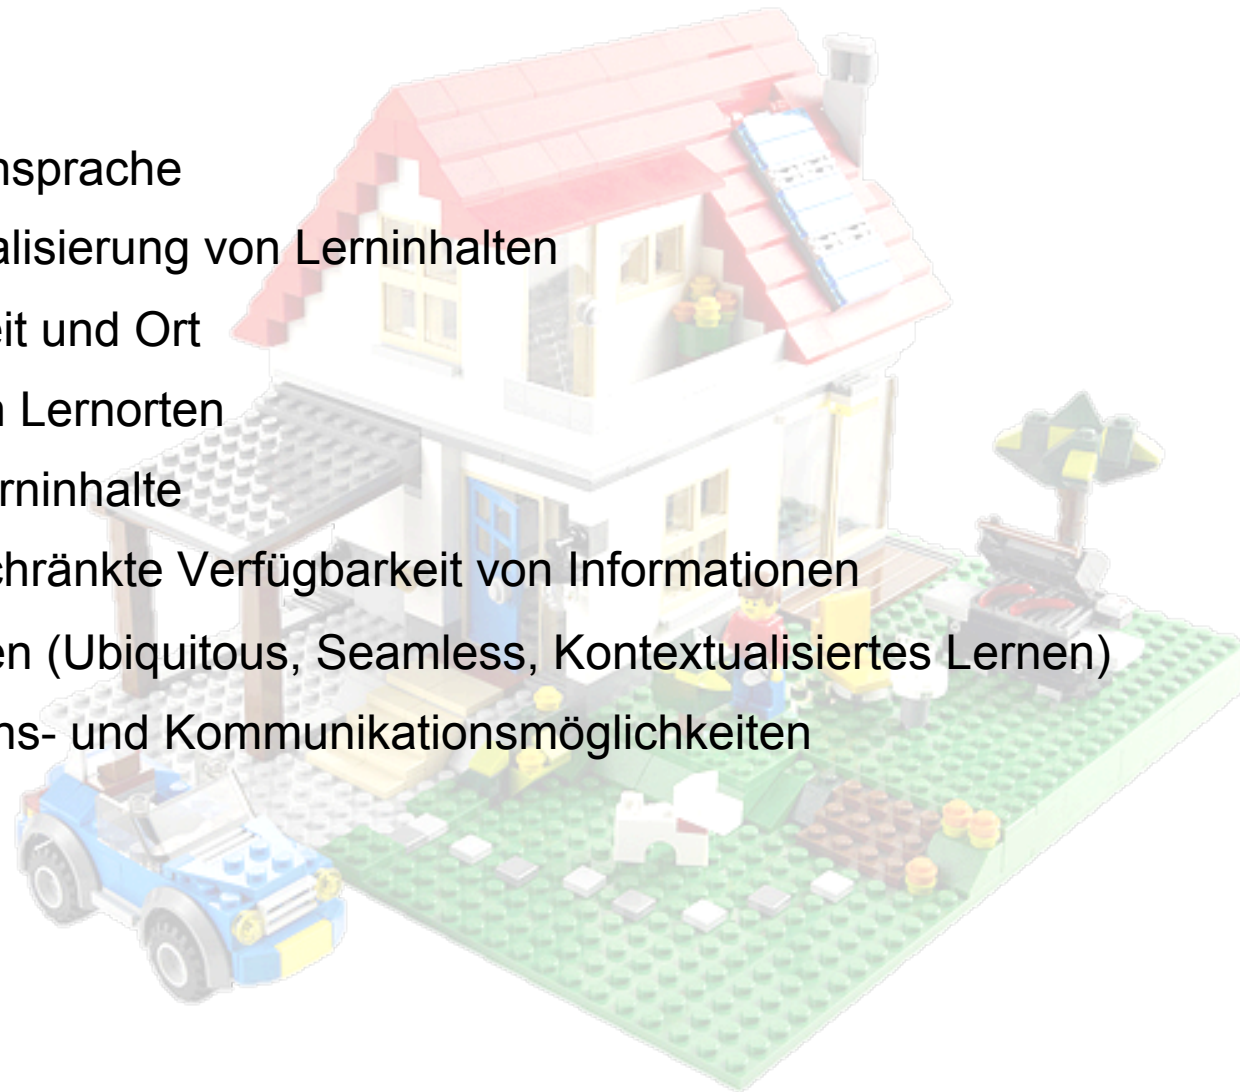 nsprache
alisierung von Lerninhalten
eit und Ort
n Lernorten
erninhalte
chränkte Verfügbarkeit von Informationen
en (Ubiquitous, Seamless, Kontextualisiertes Lernen)
ns- und Kommunikationsmöglichkeiten